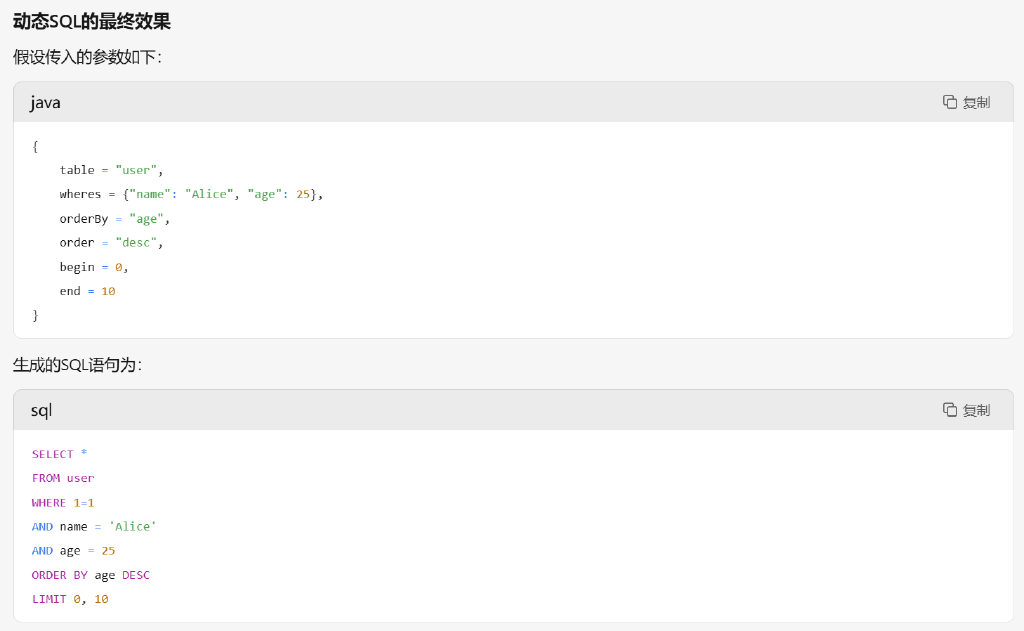 动态SQL的最终效果
假设传入的参数如下：
java
复制
{
    table = "user",
    wheres = {"name": "Alice", "age": 25},
    orderBy = "age",
    order = "desc",
    begin = 0,
    end = 10
}
生成的SQL语句为：
sql
复制
SELECT *
FROM user
WHERE 1=1
AND name = 'Alice'
AND age = 25
ORDER BY age DESC
LIMIT 0, 10